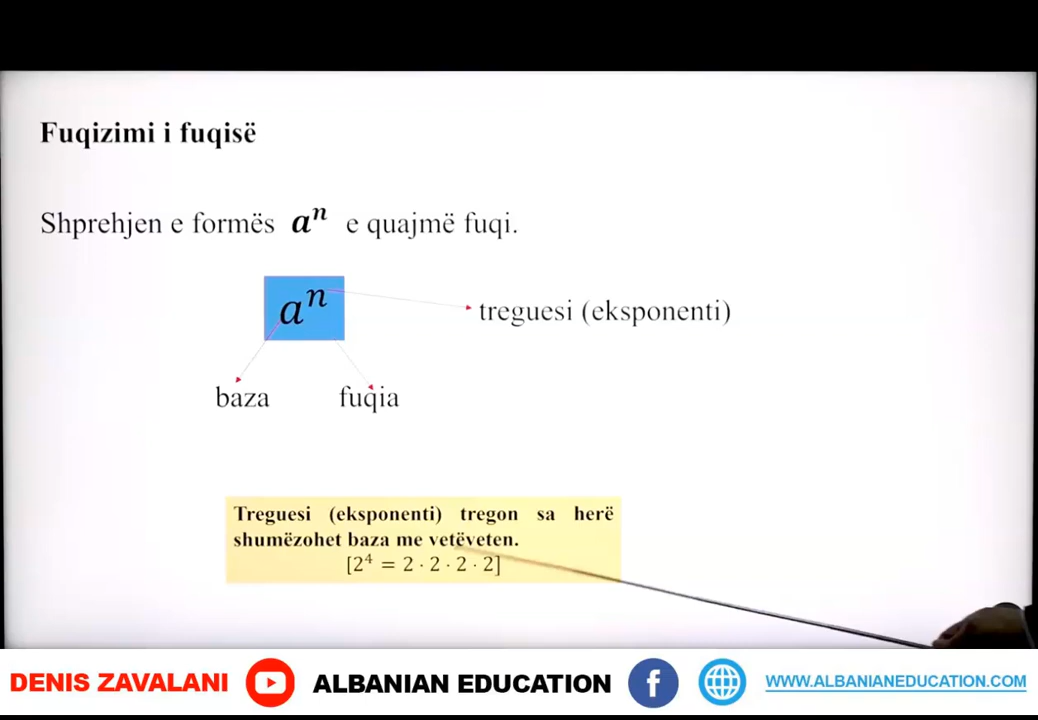 Fuqizimi i fuqisë
Shprehjen e formës aⁿ e quajmë fuqi.
aⁿ
treguesi (eksponenti)
baza fuqia
Treguesi (eksponenti) tregon sa herë
shumëzohet baza me vetëveten.
[2⁴ = 2 · 2 · 2 · 2]
DENIS ZAVALANI ALBANIAN EDUCATION f WWW.ALBANIANEDUCATION.COM